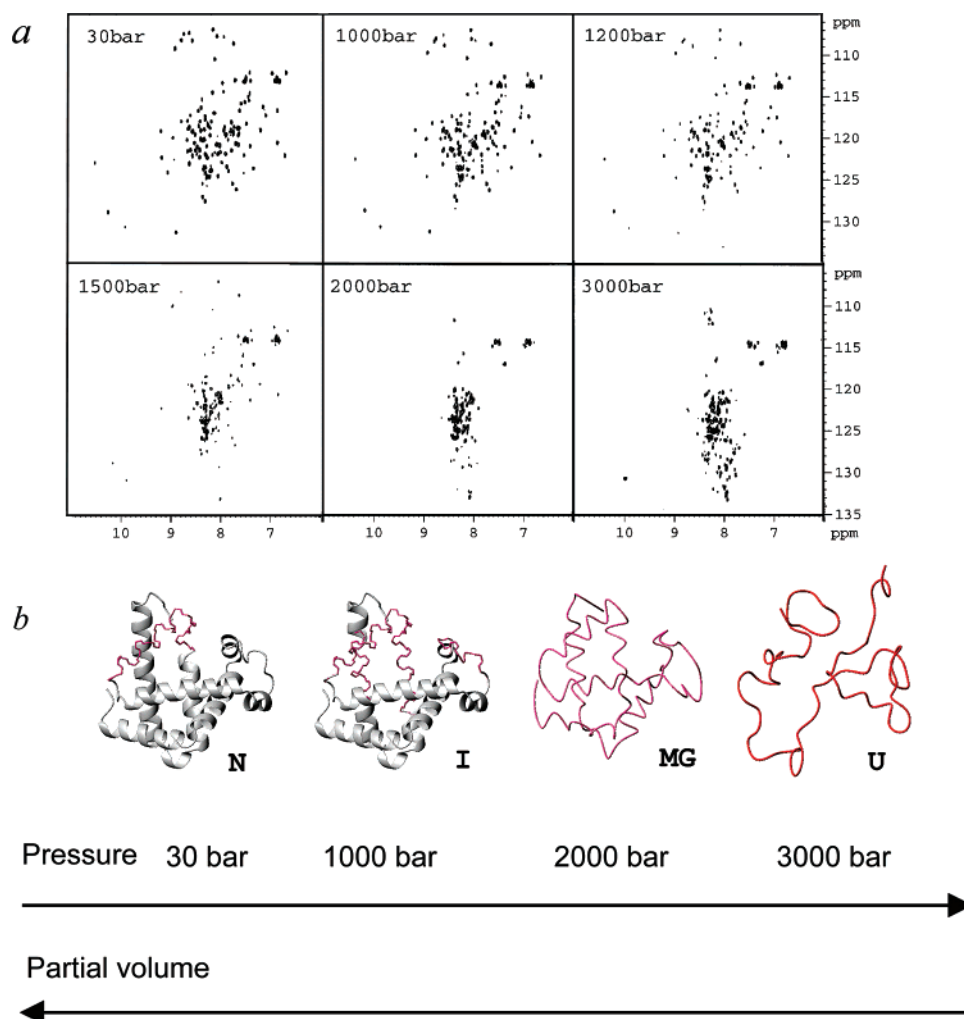 a
30bar 1000bar 1200bar ppm
110
115
120
125
130
1500bar 2000bar 3000bar ppm
110
115
120
125
130
135
10 9 8 7 10 9 8 7 10 9 8 7 ppm
b
N I MG U
Pressure 30 bar 1000 bar 2000 bar 3000 bar
Partial volume